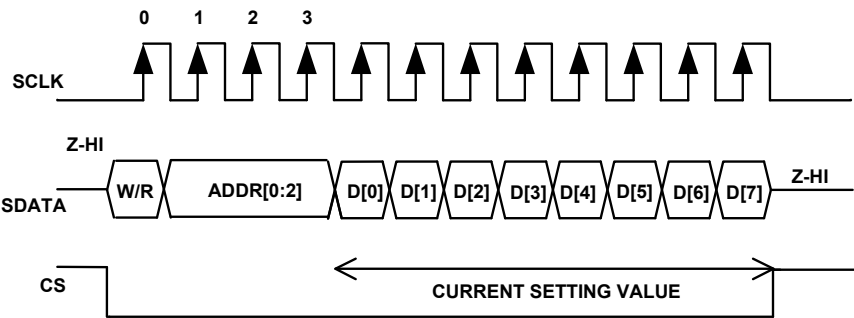 0 1 2 3
SCLK
Z-HI
W/R ADDR[0:2] D[0] D[1] D[2] D[3] D[4] D[5] D[6] D[7] Z-HI
SDATA
CS
CURRENT SETTING VALUE